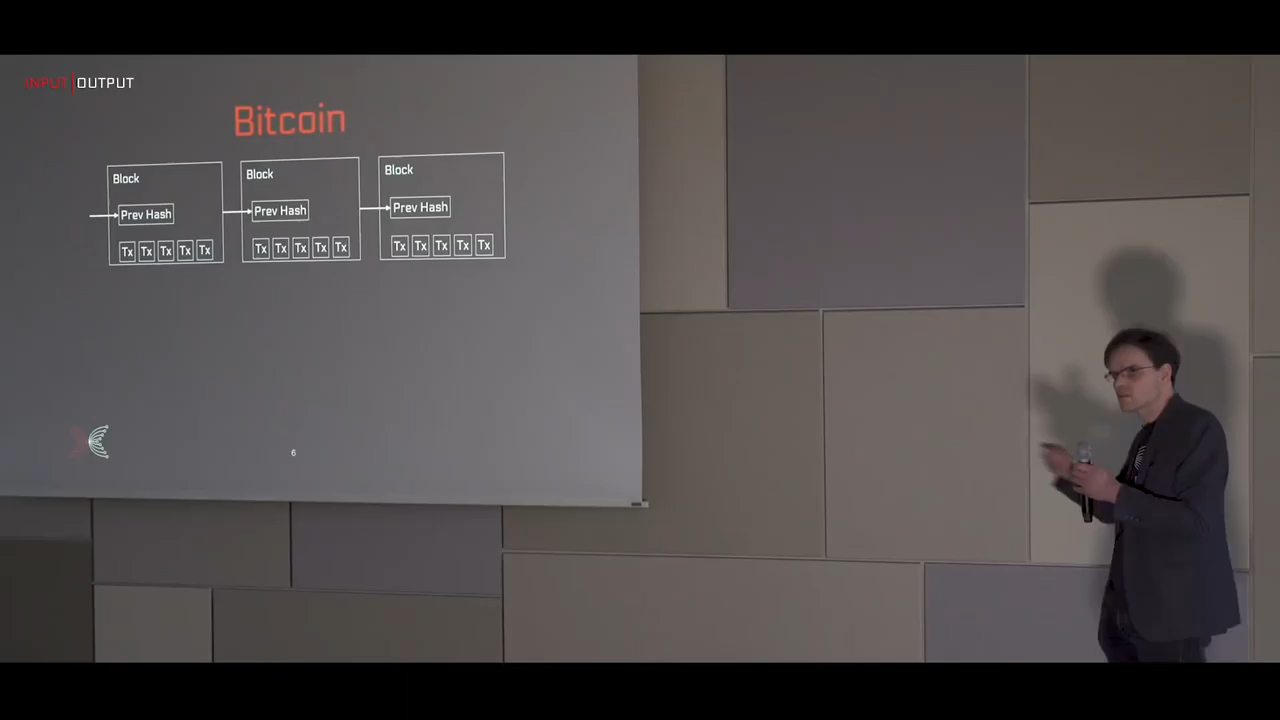 INPUT|OUTPUT
Bitcoin
Block Block Block
Prev Hash Prev Hash Prev Hash
Tx Tx Tx Tx Tx Tx Tx Tx Tx Tx Tx Tx Tx Tx Tx
6